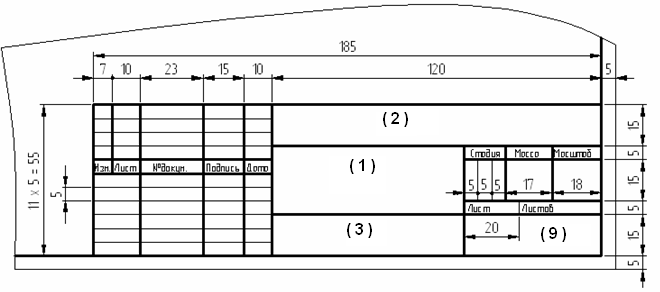 185
7 10 23 15 10 120 5
(2)
15
Стадия Масса Масштаб 5
(1)
Изм. Лист №докум. Подпись Дата
11 x 5 = 55
5
5 5 5 17 18
15
Лист Листов 5
(3)
20
(9)
15
5